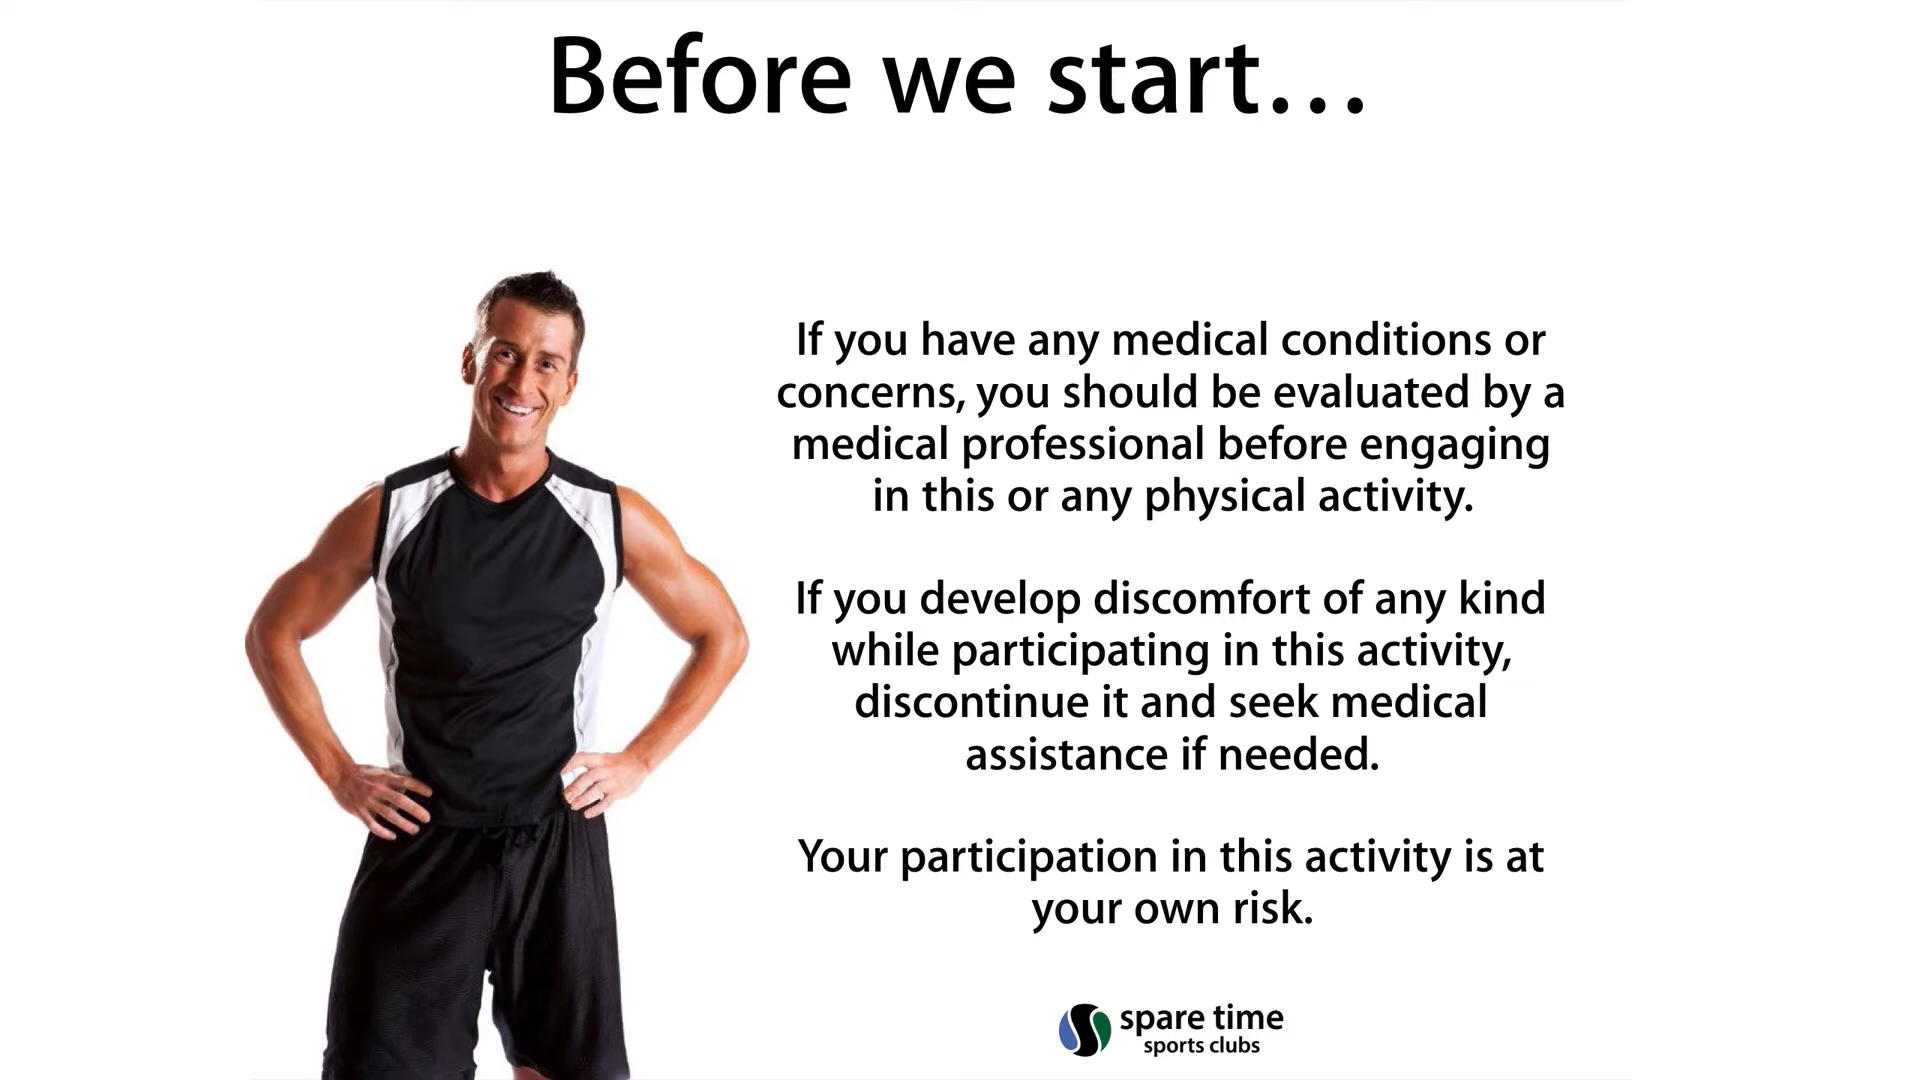 Before we start…
If you have any medical conditions or
concerns, you should be evaluated by a
medical professional before engaging
in this or any physical activity.
If you develop discomfort of any kind
while participating in this activity,
discontinue it and seek medical
assistance if needed.
Your participation in this activity is at
your own risk.
spare time
sports clubs